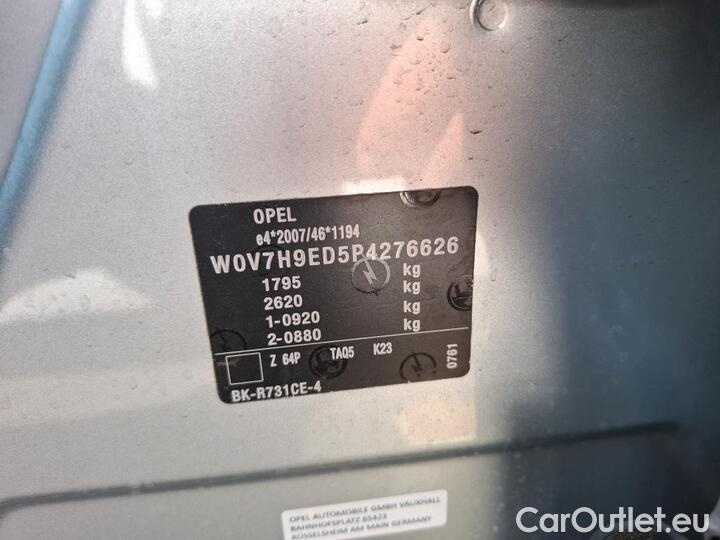 OPEL
e4*2007/46*1194
W0V7H9ED5P4276626
1795 kg
2620
1-0920 kg
2-0880 kg
Z 64P TAQ5 K23
0761
BK-R731CE-4
OPEL AUTOMOBILE GMBH VAUXHALL
BAHNHOFSPLATZ 65423
RÜSSELSHEIM AM MAIN GERMANY
CarOutlet.eu